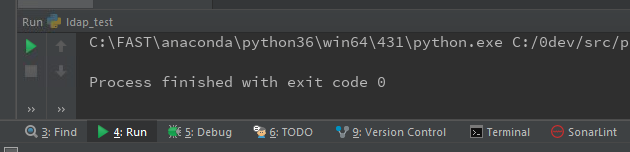 Run ldap_test
C:\FAST\anaconda\python36\win64\431\python.exe C:/0dev/src/p
Process finished with exit code 0
>> >>
3: Find 4: Run 5: Debug 6: TODO 9: Version Control Terminal SonarLint